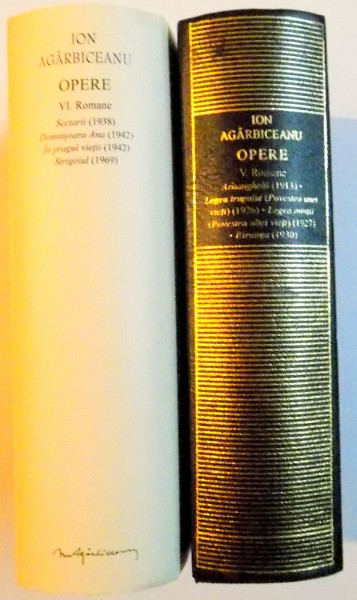 ION
AGÂRBICEANU
OPERE
VI. Romane
Sectarii (1938)
Domnișoara Ana (1942)
În pragul vieții (1942)
Strigoiul (1969)
ION
AGÂRBICEANU
OPERE
V. Romane
Arhanghelii (1913) •
Legea trupului (Povestea unei
vieți) (1926) • Legea minții
(Povestea altei vieți) (1927)
• Biruința (1930)